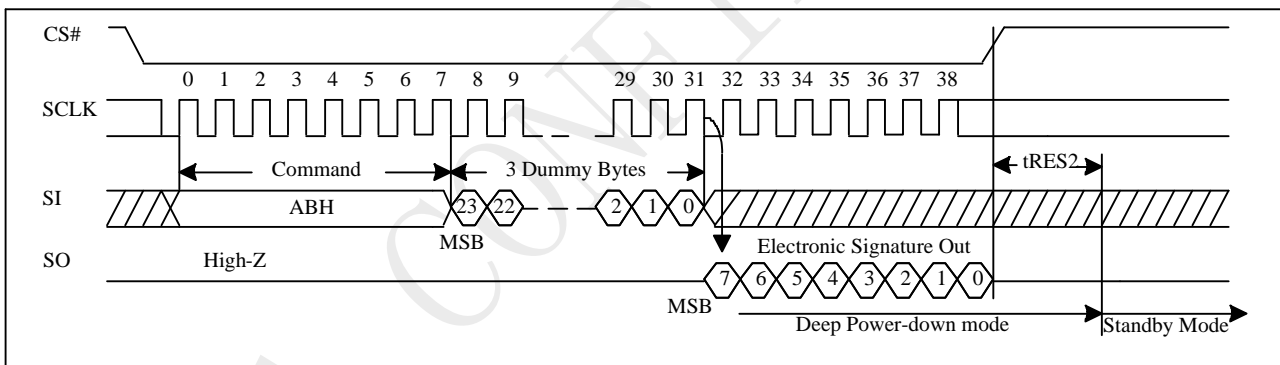 CS#
0 1 2 3 4 5 6 7 8 9 29 30 31 32 33 34 35 36 37 38
SCLK
Command 3 Dummy Bytes tRES2
SI ABH 23 22 2 1 0
MSB Electronic Signature Out
SO High-Z
7 6 5 4 3 2 1 0
MSB
Deep Power-down mode Standby Mode